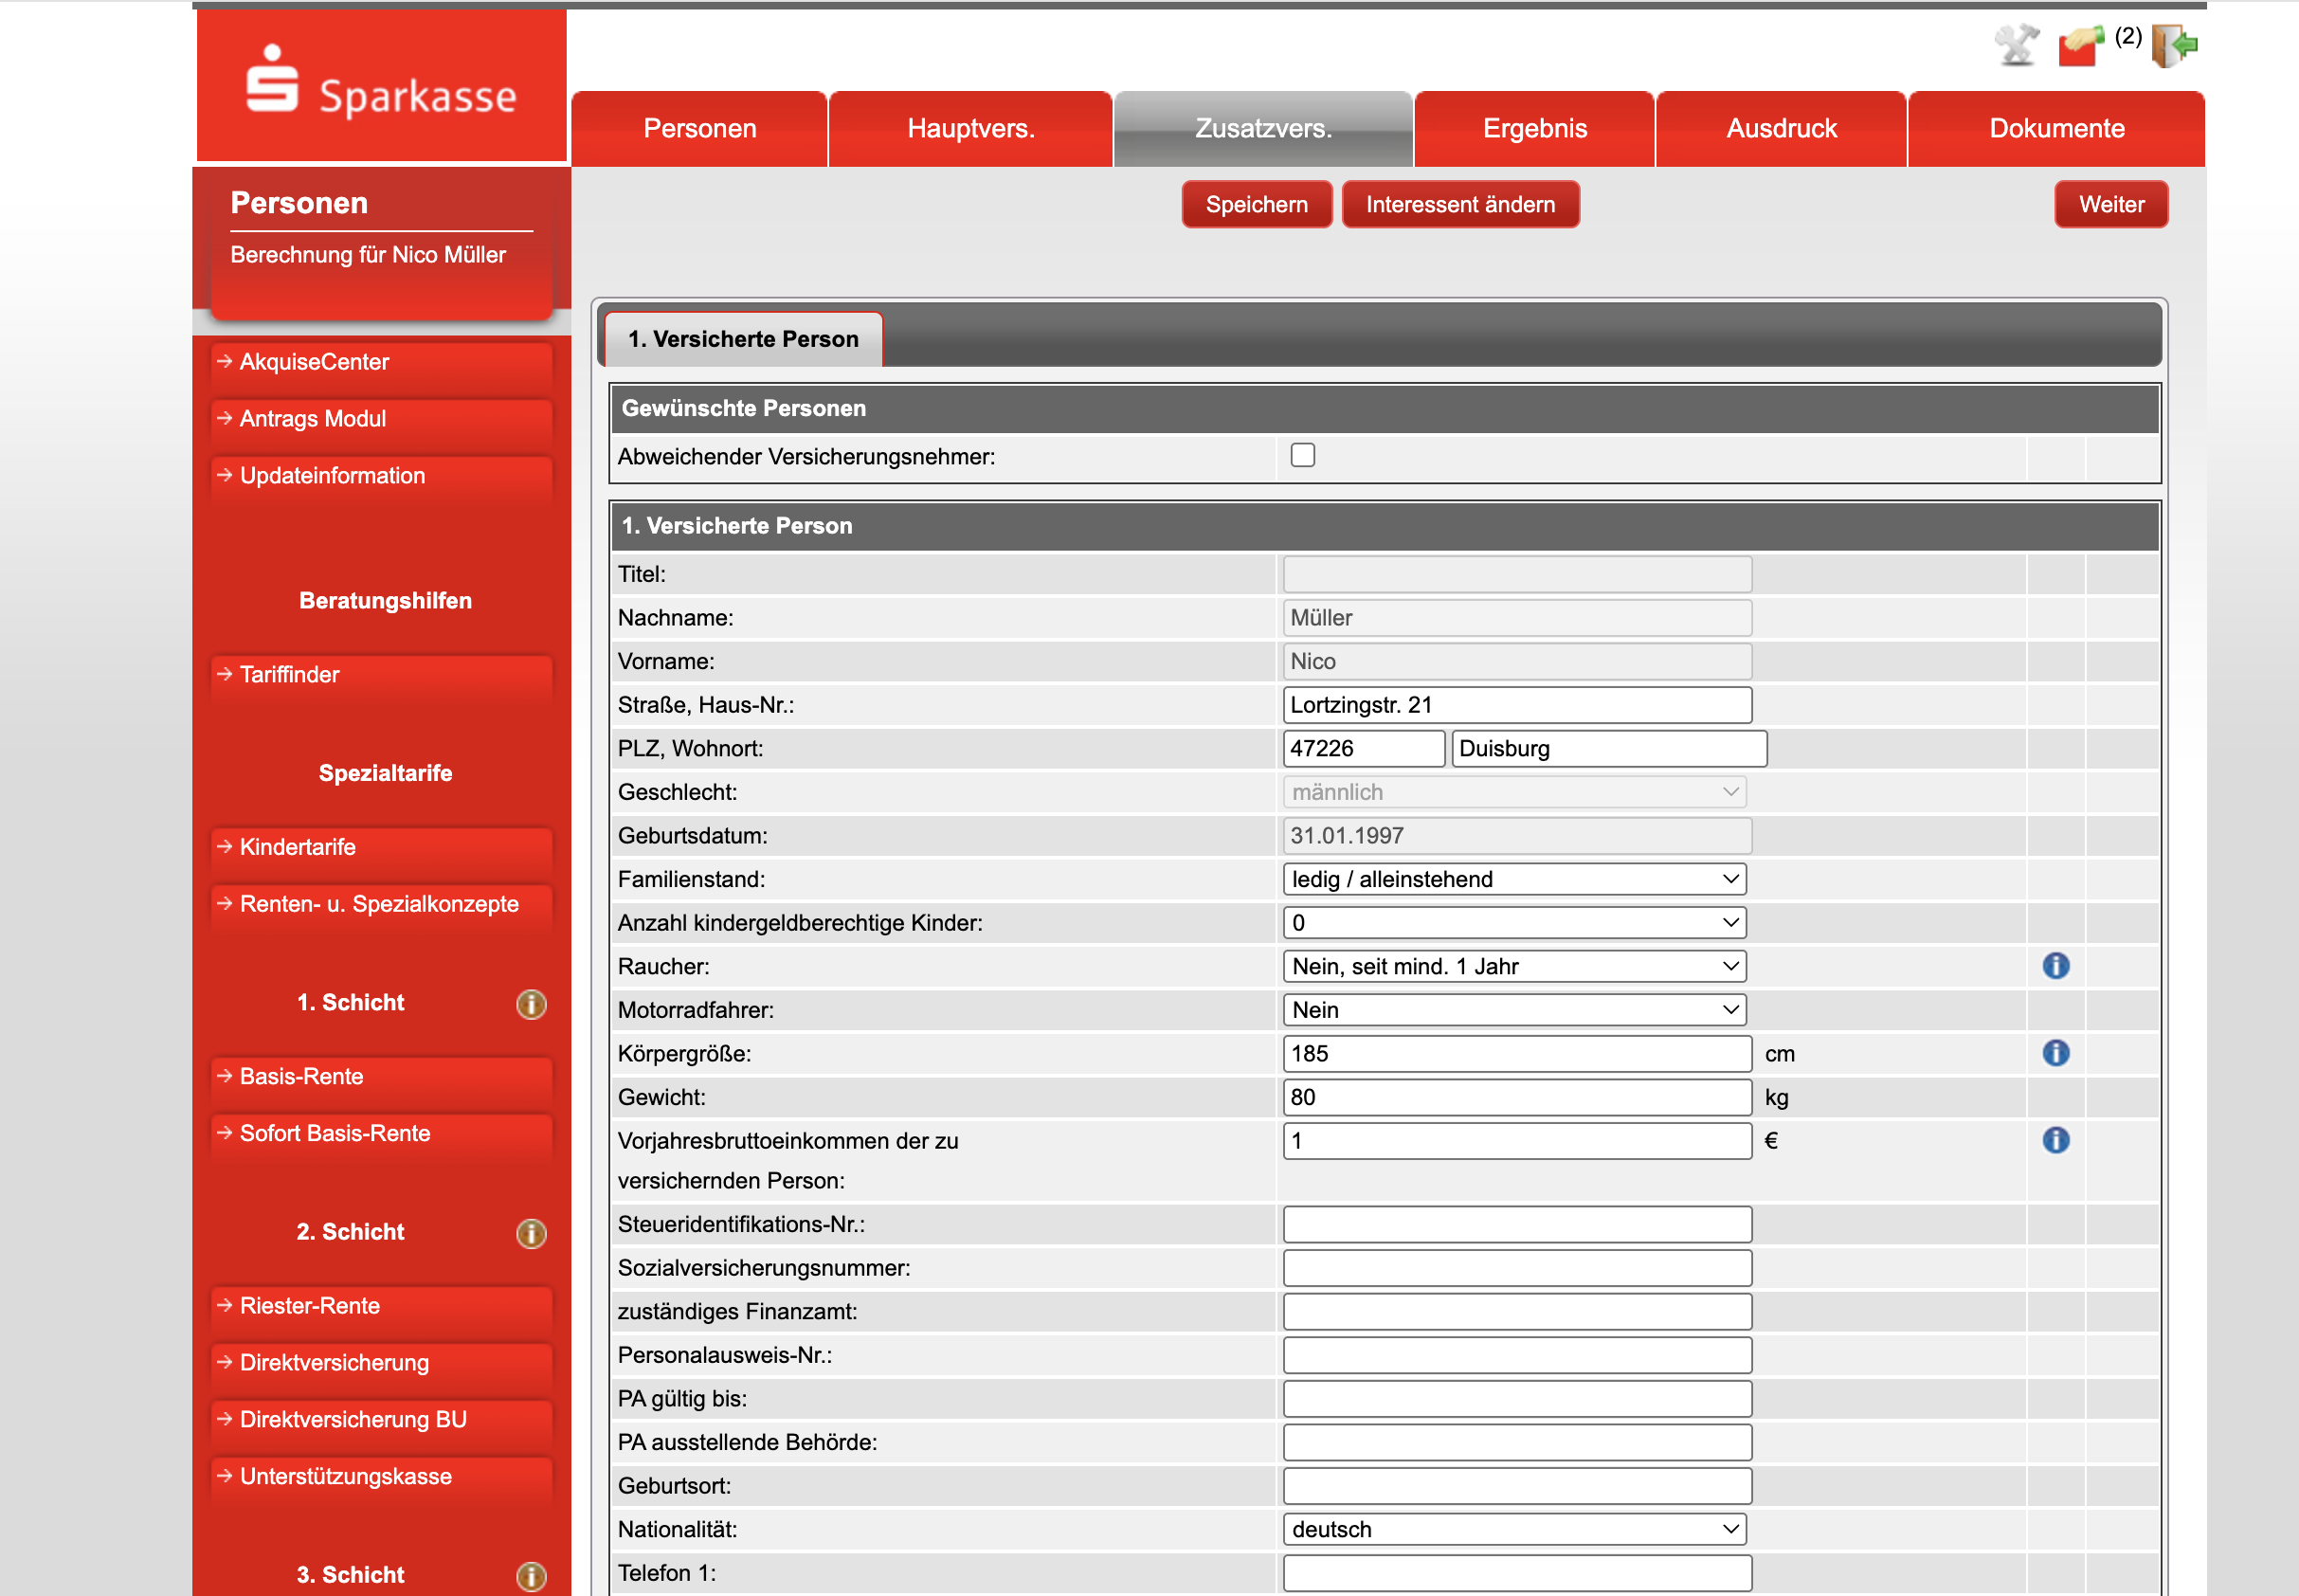 Sparkasse
(2)
Personen
Hauptvers.
Zusatzvers.
Ergebnis
Ausdruck
Dokumente
Personen
Berechnung für Nico Müller
Speichern
Interessent ändern
Weiter
AkquiseCenter
Antrags Modul
Updateinformation
Beratungshilfen
Tariffinder
Spezialtarife
Kindertarife
Renten- u. Spezialkonzepte
1. Schicht
Basis-Rente
Sofort Basis-Rente
2. Schicht
Riester-Rente
Direktversicherung
Direktversicherung BU
Unterstützungskasse
3. Schicht
1. Versicherte Person
Gewünschte Personen
Abweichender Versicherungsnehmer:
1. Versicherte Person
Titel:
Nachname: Müller
Vorname: Nico
Straße, Haus-Nr.: Lortzingstr. 21
PLZ, Wohnort: 47226 Duisburg
Geschlecht: männlich
Geburtsdatum: 31.01.1997
Familienstand: ledig / alleinstehend
Anzahl kindergeldberechtige Kinder: 0
Raucher: Nein, seit mind. 1 Jahr
Motorradfahrer: Nein
Körpergröße: 185 cm
Gewicht: 80 kg
Vorjahresbruttoeinkommen der zu 1 €
versichernden Person:
Steueridentifikations-Nr.:
Sozialversicherungsnummer:
zuständiges Finanzamt:
Personalausweis-Nr.:
PA gültig bis:
PA ausstellende Behörde:
Geburtsort:
Nationalität: deutsch
Telefon 1: